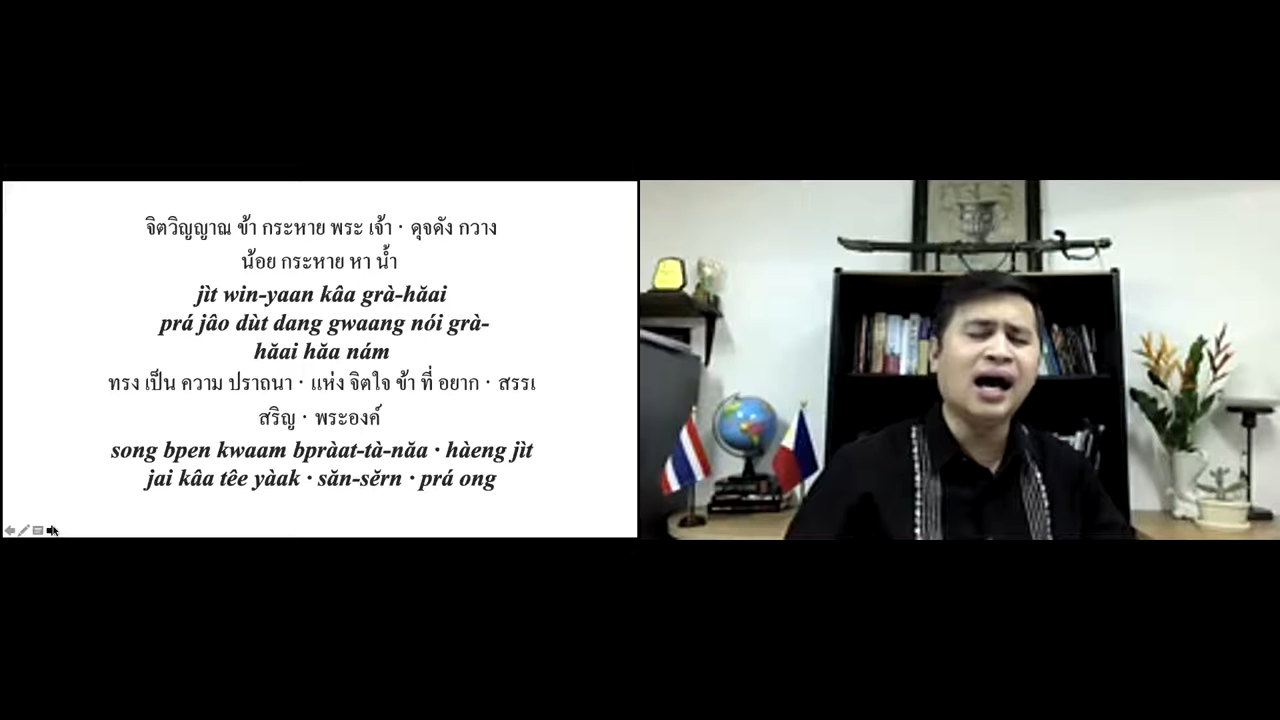 จิตวิญญาณ ข้า กระหาย พระ เจ้า · ดุจดัง กวาง
น้อย กระหาย หา น้ำ
jìt win-yaan kâa grà-hăai
prá jâo dùt dang gwaang nói grà-
hăai hăa nám
ทรง เป็น ความ ปราถนา · แห่ง จิตใจ ข้า ที่ อยาก · สรรเ
สริญ · พระองค์
song bpen kwaam bpràat-tà-năa · hàeng jìt
jai kâa têe yàak · săn-sĕrn · prá ong